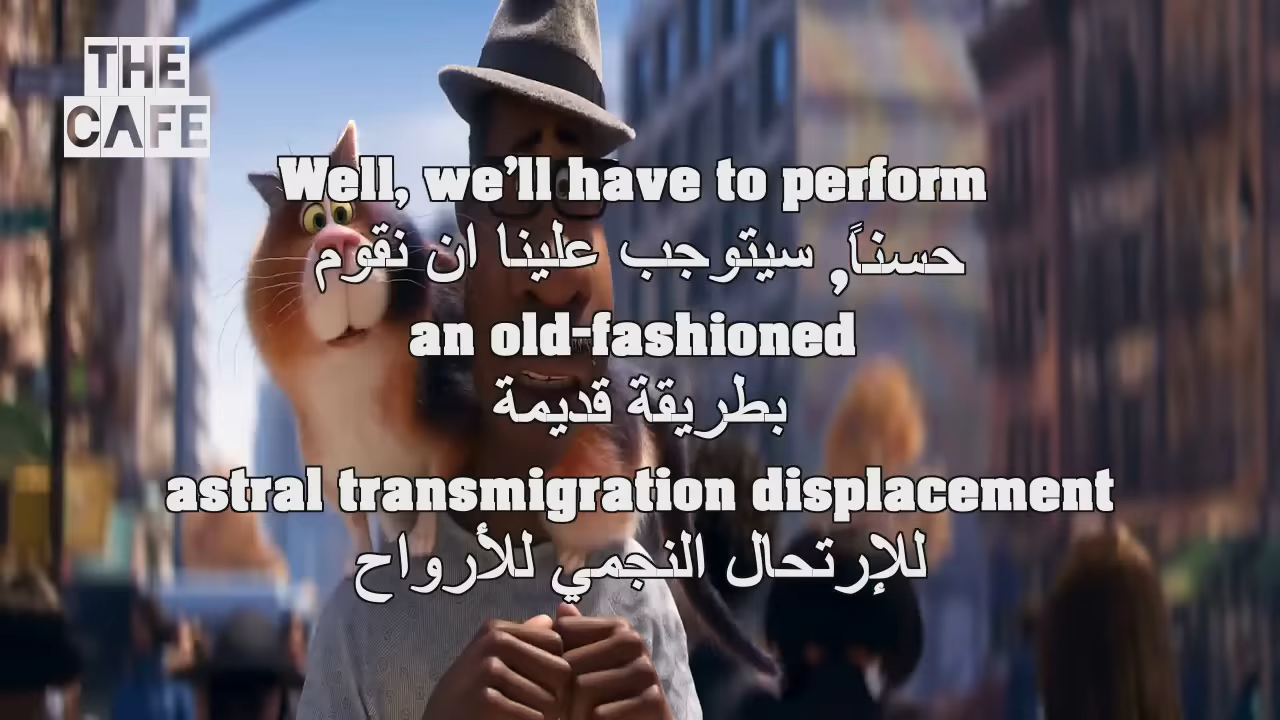 THE
CAFE
Well, we'll have to perform
حسناً, سيتوجب علينا ان نقوم
an old-fashioned
بطريقة قديمة
astral transmigration displacement
للإرتحال النجمي للأرواح